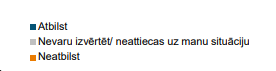 Atbilst
Nevaru izvērtēt/ neattiecas uz manu situāciju
Neatbilst